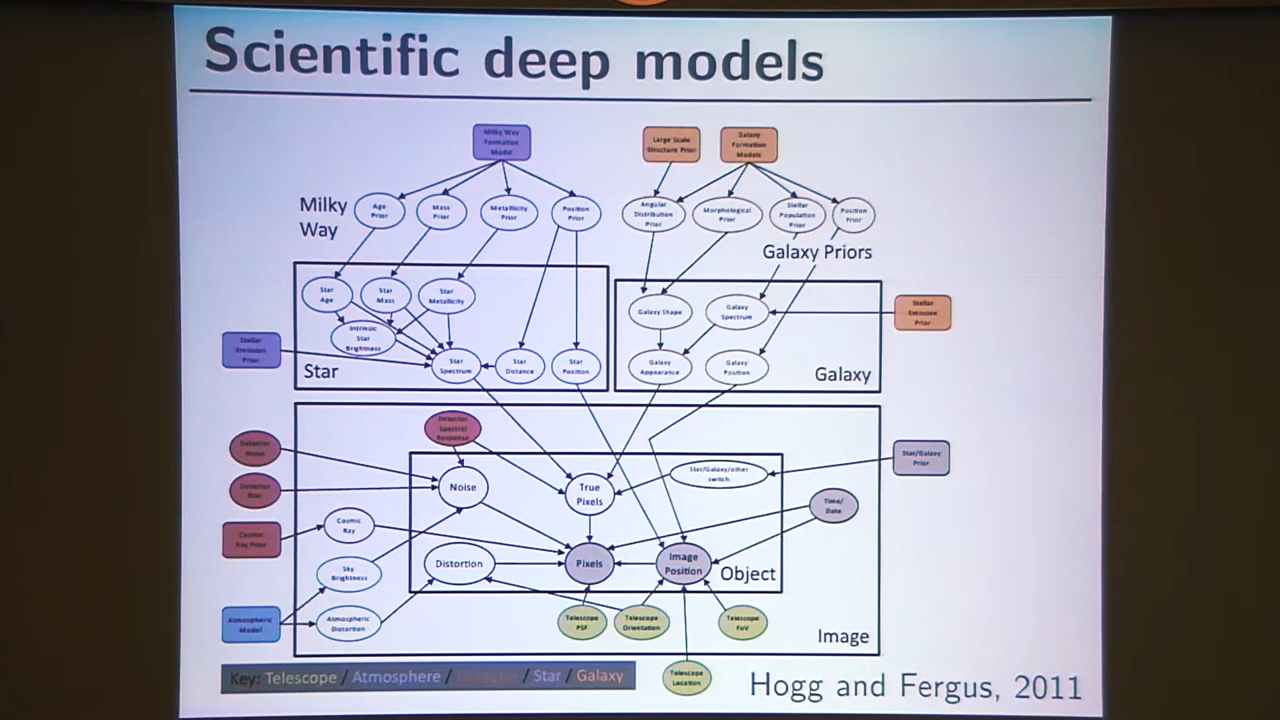 Scientific deep models
Milky Way
Formation
Model
Large Scale
Structure Prior
Galaxy
Formation
Models
Milky
Way
Age
Prior
Mass
Prior
Metallicity
Prior
Position
Prior
Angular
Distribution
Prior
Morphological
Prior
Stellar
Population
Prior
Position
Prior
Galaxy Priors
Star
Age
Star
Mass
Star
Metallicity
Intrinsic
Star
Brightness
Galaxy Shape
Galaxy
Spectrum
Stellar
Emission
Prior
Stellar
Emission
Prior
Star
Star
Spectrum
Star
Distance
Star
Position
Galaxy
Appearance
Galaxy
Position
Galaxy
Detector
Spectral
Response
Detector
Noise
Star/Galaxy
Prior
Noise
True
Pixels
Star/Galaxy/other
switch
Detector
Bias
Time/
Date
Cosmic
Ray Prior
Cosmic
Ray
Sky
Brightness
Distortion
Pixels
Image
Position
Object
Atmospheric
Model
Atmospheric
Distortion
Telescope
PSF
Telescope
Orientation
Telescope
FoV
Image
Key: Telescope / Atmosphere / Detector / Star / Galaxy
Telescope
Location
Hogg and Fergus, 2011